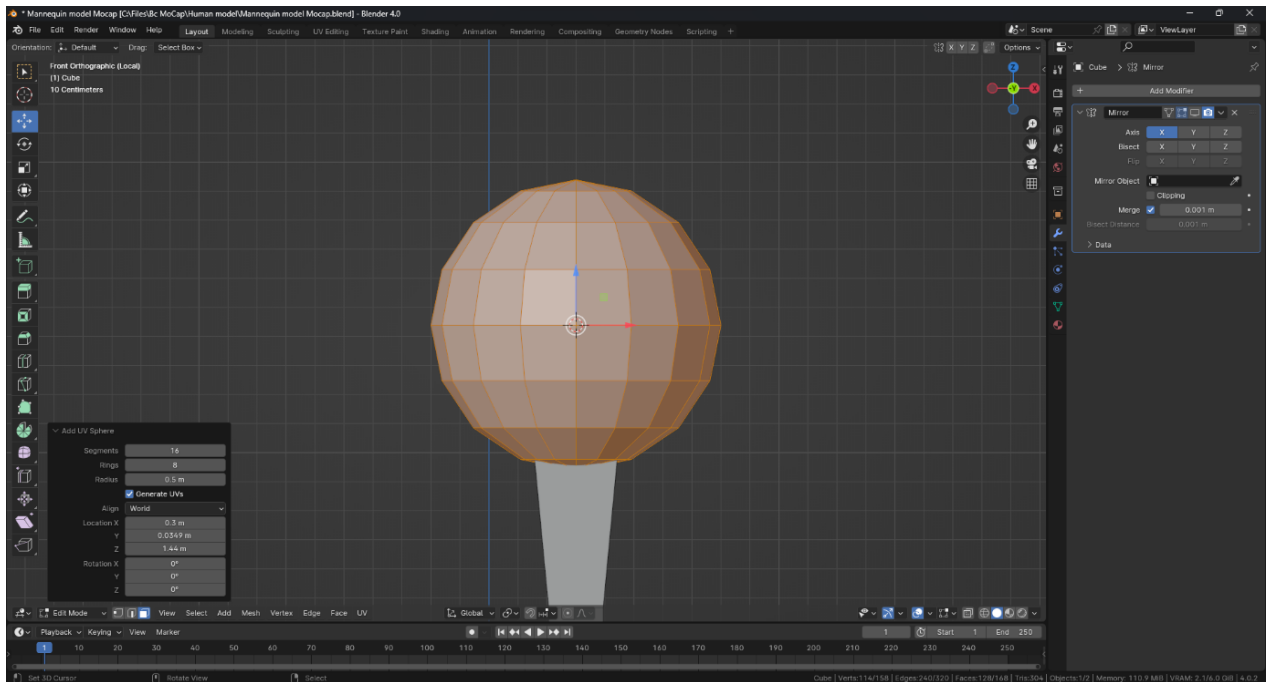 * Mannequin model Mocap [C:\Files\Bc MoCap\Human model\Mannequin model Mocap.blend] - Blender 4.0
File Edit Render Window Help Layout Modeling Sculpting UV Editing Texture Paint Shading Animation Rendering Compositing Geometry Nodes Scripting + Scene ViewLayer
Orientation: Default Drag: Select Box X Y Z Options
Front Orthographic (Local)
(1) Cube
10 Centimeters
Z
-Y
X
Cube > Mirror
+ Add Modifier
Mirror
Axis X Y Z
Bisect X Y Z
Flip X Y Z
Mirror Object
Clipping
Merge 0.001 m
Bisect Distance 0.001 m
> Data
Add UV Sphere
Segments 16
Rings 8
Radius 0.5 m
Generate UVs
Align World
Location X 0.3 m
Y 0.0349 m
Z 1.44 m
Rotation X 0°
Y 0°
Z 0°
Edit Mode View Select Add Mesh Vertex Edge Face UV Global
Playback Keying View Marker 1 Start 1 End 250
1 10 20 30 40 50 60 70 80 90 100 110 120 130 140 150 160 170 180 190 200 210 220 230 240 250
Set 3D Cursor Rotate View Select Cube | Verts:114/158 | Edges:240/320 | Faces:128/168 | Tris:304 | Objects:1/2 | Memory: 110.9 MiB | VRAM: 2.1/6.0 GiB | 4.0.2